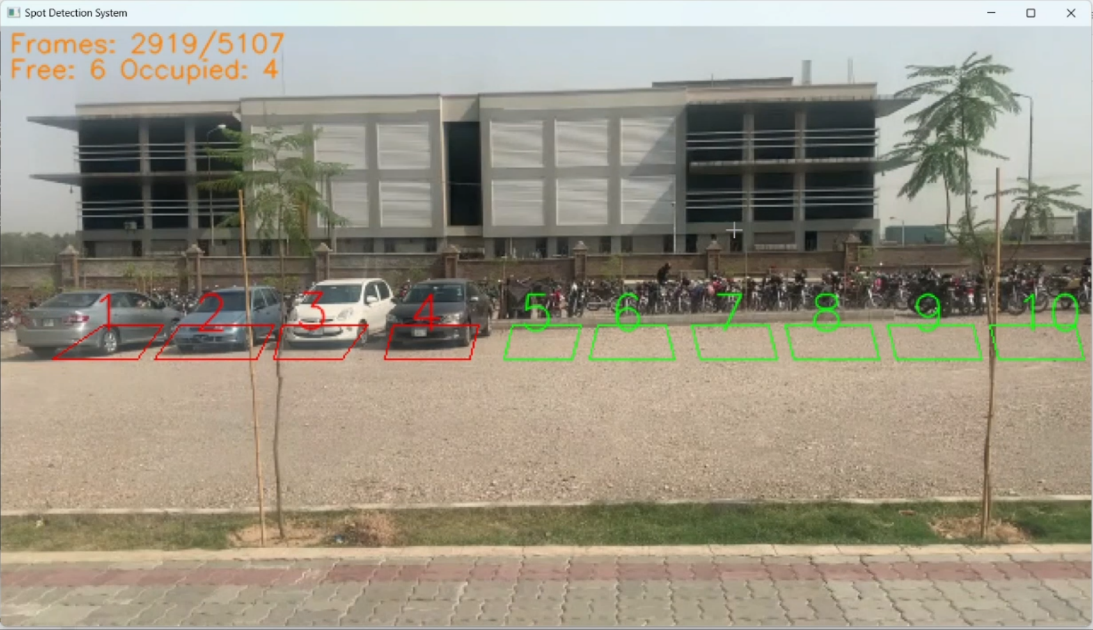 Spot Detection System
Frames: 2919/5107
Free: 6 Occupied: 4
1 2 3 4 5 6 7 8 9 10